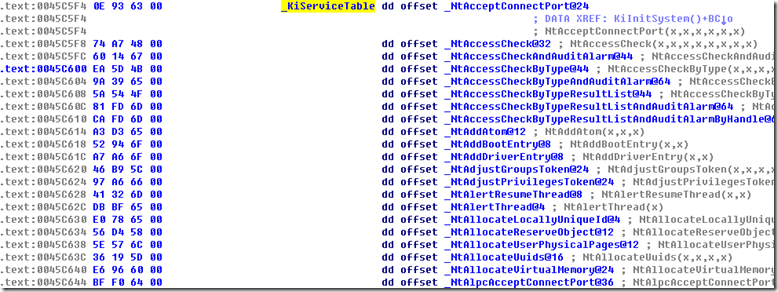 .text:0045C5F4 0E 93 63 00 _KiServiceTable dd offset _NtAcceptConnectPort@24
.text:0045C5F4 ; DATA XREF: KiInitSystem()+BC↓o
.text:0045C5F4 ; NtAcceptConnectPort(x,x,x,x,x,x)
.text:0045C5F8 74 A7 48 00 dd offset _NtAccessCheck@32 ; NtAccessCheck(x,x,x,x,x,x,x,x)
.text:0045C5FC 60 14 67 00 dd offset _NtAccessCheckAndAuditAlarm@44 ; NtAccessCheckAndAudi
.text:0045C600 EA 5D 4B 00 dd offset _NtAccessCheckByType@44 ; NtAccessCheckByType(x,x,x,x,
.text:0045C604 9A 39 65 00 dd offset _NtAccessCheckByTypeAndAuditAlarm@64 ; NtAccessCheckBy
.text:0045C608 5A 54 4F 00 dd offset _NtAccessCheckByTypeResultList@44 ; NtAccessCheckByTyp
.text:0045C60C 81 FD 6D 00 dd offset _NtAccessCheckByTypeResultListAndAuditAlarm@64 ; NtAc
.text:0045C610 CA FD 6D 00 dd offset _NtAccessCheckByTypeResultListAndAuditAlarmByHandle@6
.text:0045C614 A3 D3 65 00 dd offset _NtAddAtom@12 ; NtAddAtom(x,x,x)
.text:0045C618 52 94 6F 00 dd offset _NtAddBootEntry@8 ; NtAddBootEntry(x,x)
.text:0045C61C A7 A6 6F 00 dd offset _NtAddDriverEntry@8 ; NtAddDriverEntry(x,x)
.text:0045C620 46 B9 5C 00 dd offset _NtAdjustGroupsToken@24 ; NtAdjustGroupsToken(x,x,x,x,
.text:0045C624 97 A6 66 00 dd offset _NtAdjustPrivilegesToken@24 ; NtAdjustPrivilegesToken
.text:0045C628 41 32 6D 00 dd offset _NtAlertResumeThread@8 ; NtAlertResumeThread(x,x)
.text:0045C62C DB BF 65 00 dd offset _NtAlertThread@4 ; NtAlertThread(x)
.text:0045C630 E0 78 65 00 dd offset _NtAllocateLocallyUniqueId@4 ; NtAllocateLocallyUnique
.text:0045C634 56 D4 58 00 dd offset _NtAllocateReserveObject@12 ; NtAllocateReserveObject
.text:0045C638 5E 57 6C 00 dd offset _NtAllocateUserPhysicalPages@12 ; NtAllocateUserPhysic
.text:0045C63C 36 19 5D 00 dd offset _NtAllocateUuids@16 ; NtAllocateUuids(x,x,x,x)
.text:0045C640 E6 96 60 00 dd offset _NtAllocateVirtualMemory@24 ; NtAllocateVirtualMemory
.text:0045C644 BF F0 64 00 dd offset _NtAlpcAcceptConnectPort@36 ; NtAlpcAcceptConnectPort